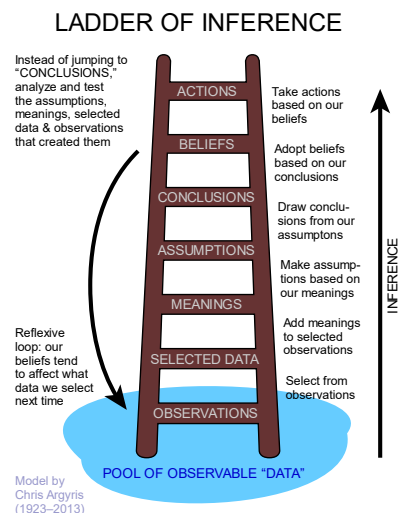 LADDER OF INFERENCE
Instead of jumping to
“CONCLUSIONS,”
analyze and test
the assumptions,
meanings, selected
data & observations
that created them
ACTIONS
Take actions
based on our
beliefs
BELIEFS
Adopt beliefs
based on our
conclusions
CONCLUSIONS
Draw conclu-
sions from our
assumptons
ASSUMPTIONS
Make assump-
tions based on
our meanings
MEANINGS
Add meanings
to selected
observations
SELECTED DATA
Select from
observations
OBSERVATIONS
INFERENCE
Reflexive
loop: our
beliefs tend
to affect what
data we select
next time
POOL OF OBSERVABLE “DATA”
Model by
Chris Argyris
(1923–2013)